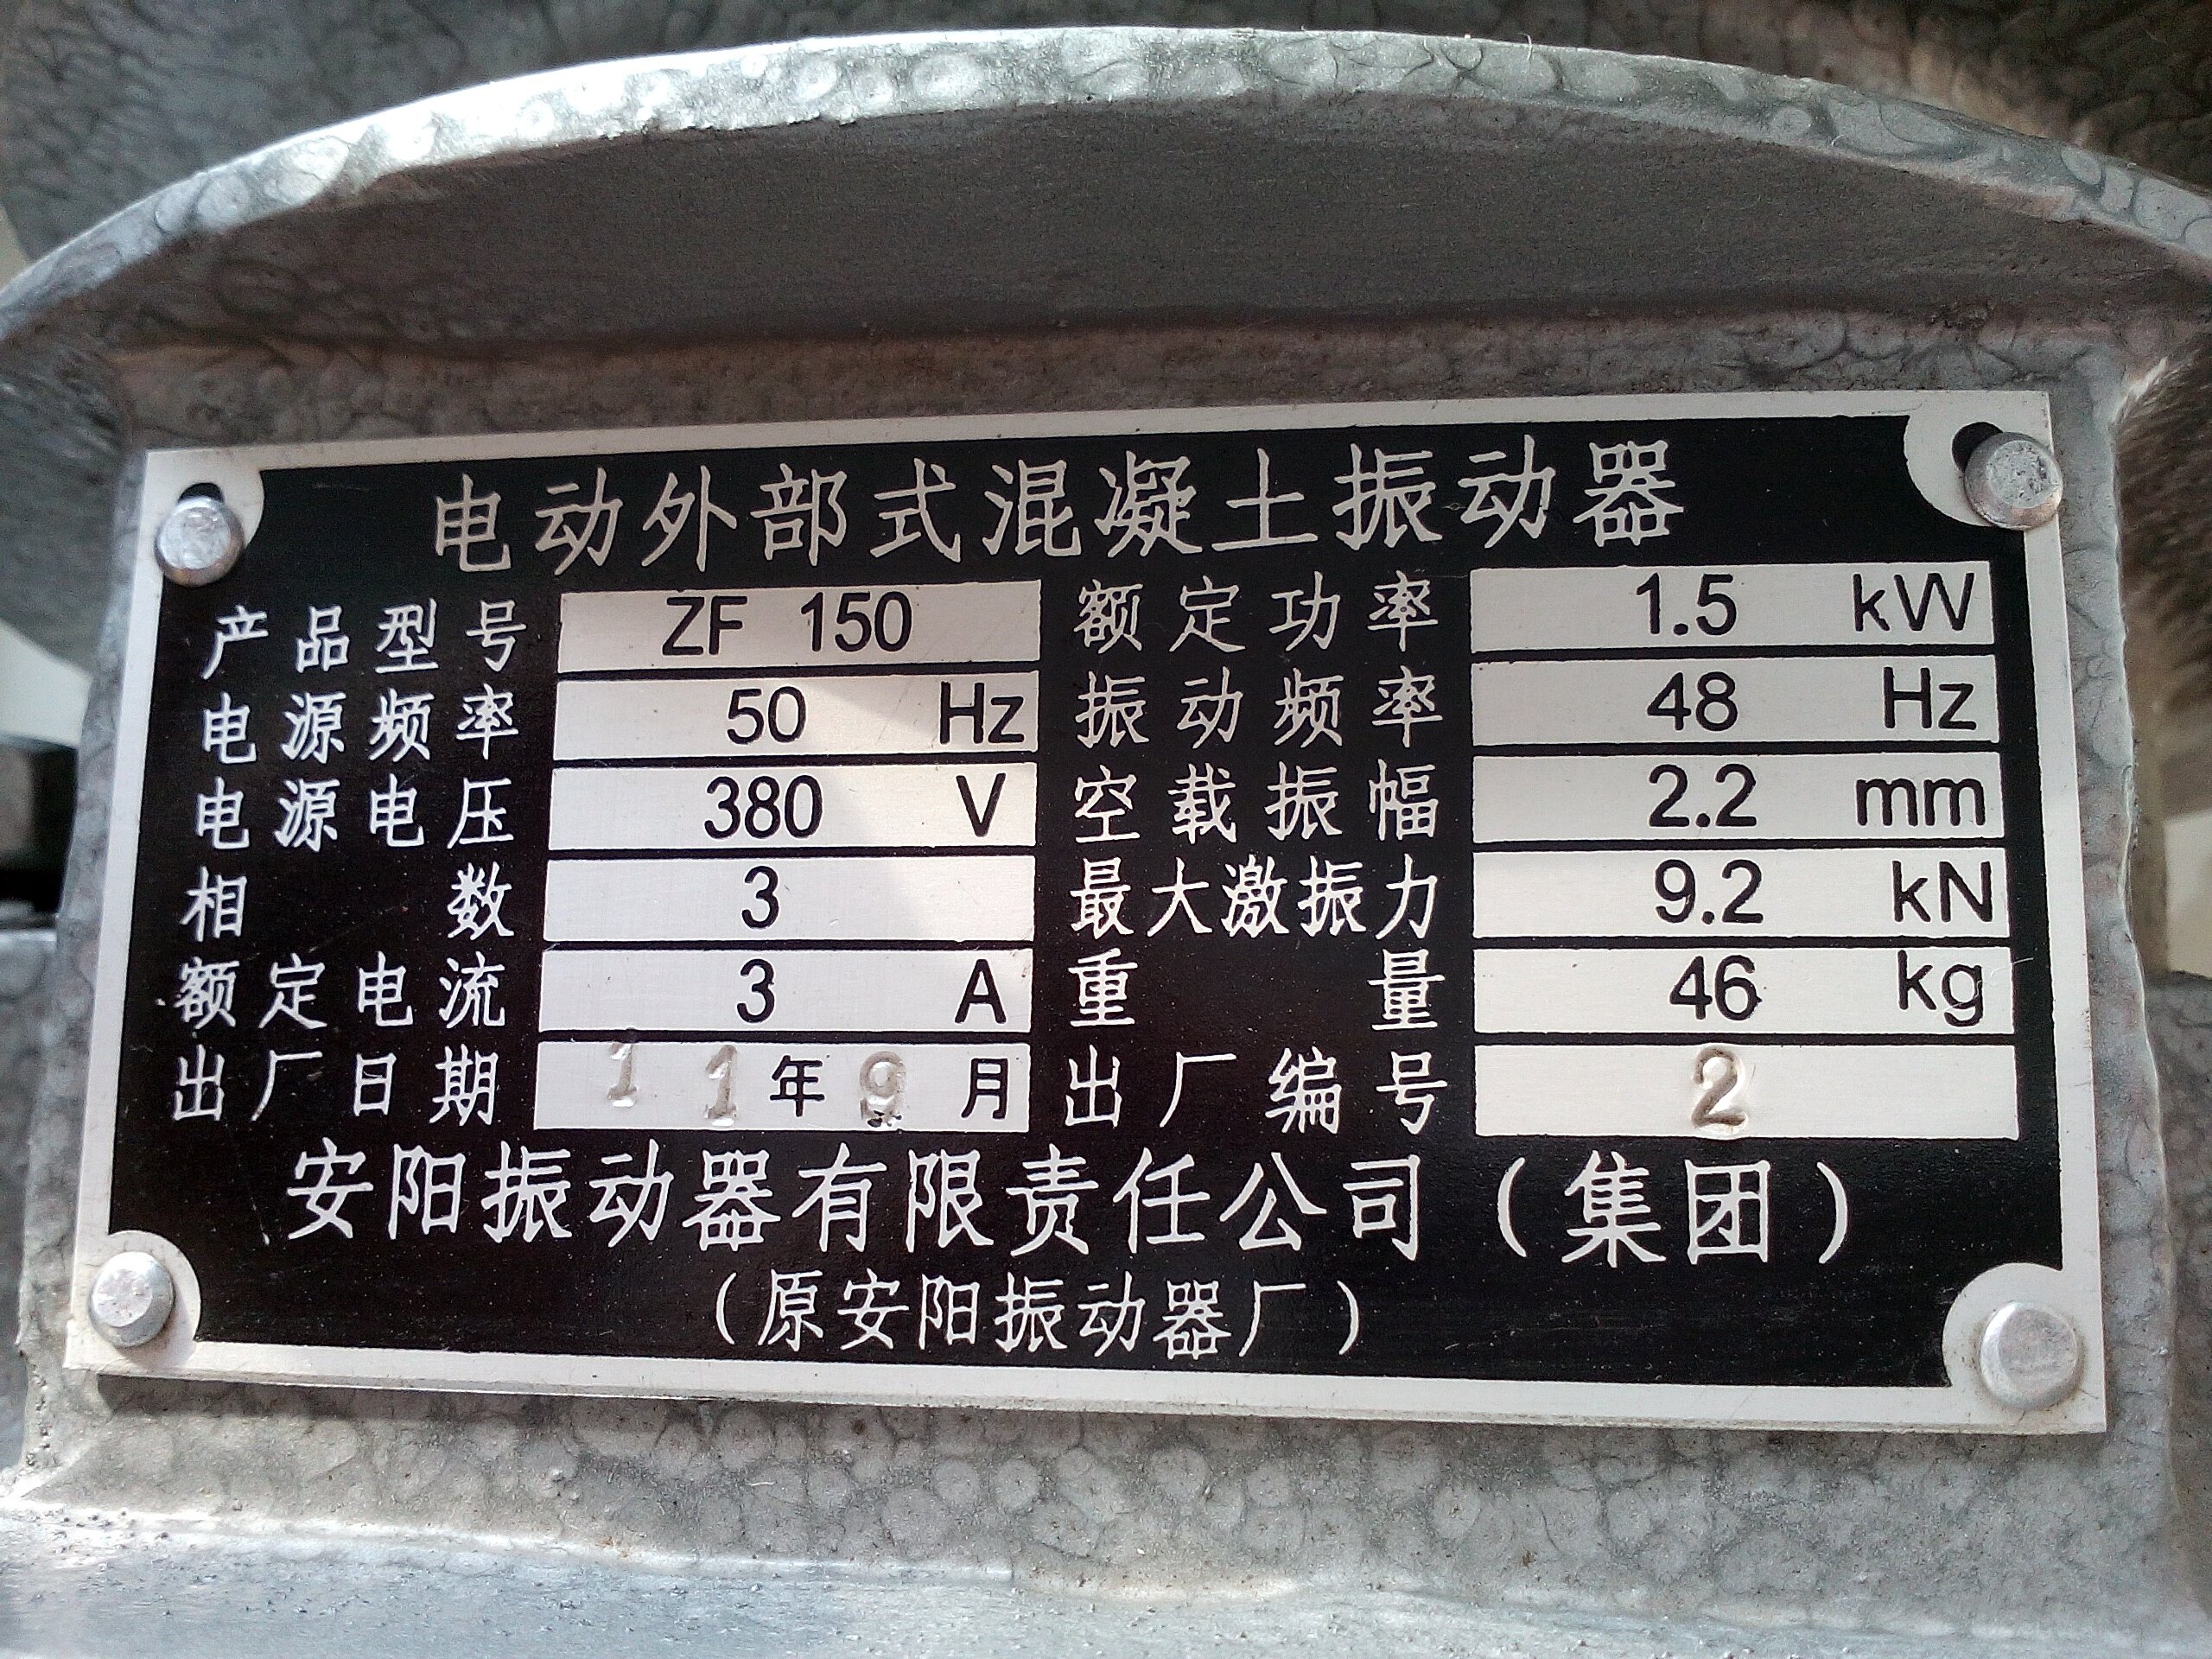 电动外部式混凝土振动器
产品型号 ZF 150 额定功率 1.5 kW
电源频率 50 Hz 振动频率 48 Hz
电源电压 380 V 空载振幅 2.2 mm
相数 3 最大激振力 9.2 kN
额定电流 3 A 重量 46 kg
出厂日期 11年9月 出厂编号 2
安阳振动器有限责任公司（集团）
（原安阳振动器厂）